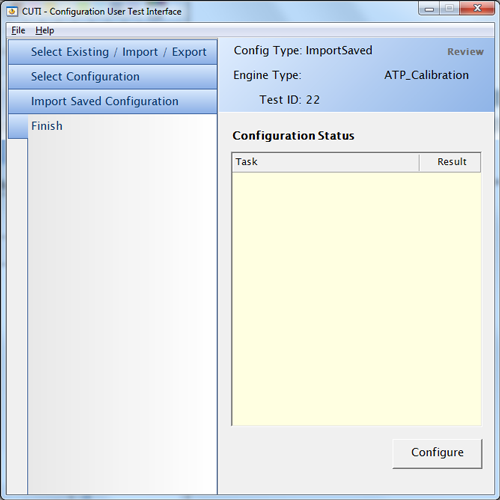 CUTI - Configuration User Test Interface
File Help
Select Existing / Import / Export
Select Configuration
Import Saved Configuration
Finish
Config Type: ImportSaved
Review
Engine Type: ATP_Calibration
Test ID: 22
Configuration Status
Task Result
Configure